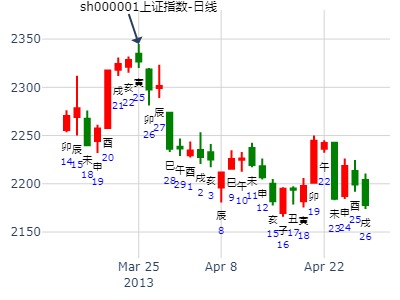 sh000001上证指数-日线
2350
2300
2250
2200
2150
卯
14
辰
15
未
18
申
19
酉
20
戌
21
亥
22
寅
25
卯
26
辰
27
巳
28
午
29
酉
1
戌
2
亥
3
辰
8
巳
9
午
10
未
11
申
12
亥
15
子
16
丑
17
寅
18
卯
19
午
22
未
23
申
24
酉
25
戌
26
Mar 25
2013
Apr 8
Apr 22